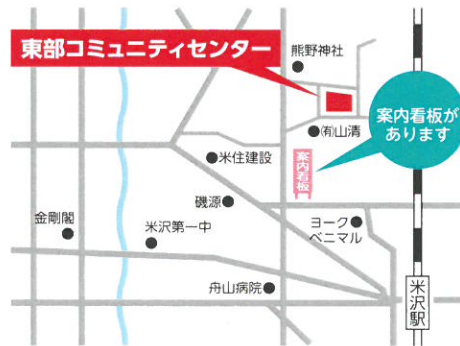 熊野神社
東部コミュニティセンター
案内看板が
あります
㈲山清
米住建設
案内看板
磯源
金剛閣
米沢第一中
ヨーク
ベニマル
舟山病院
米沢駅